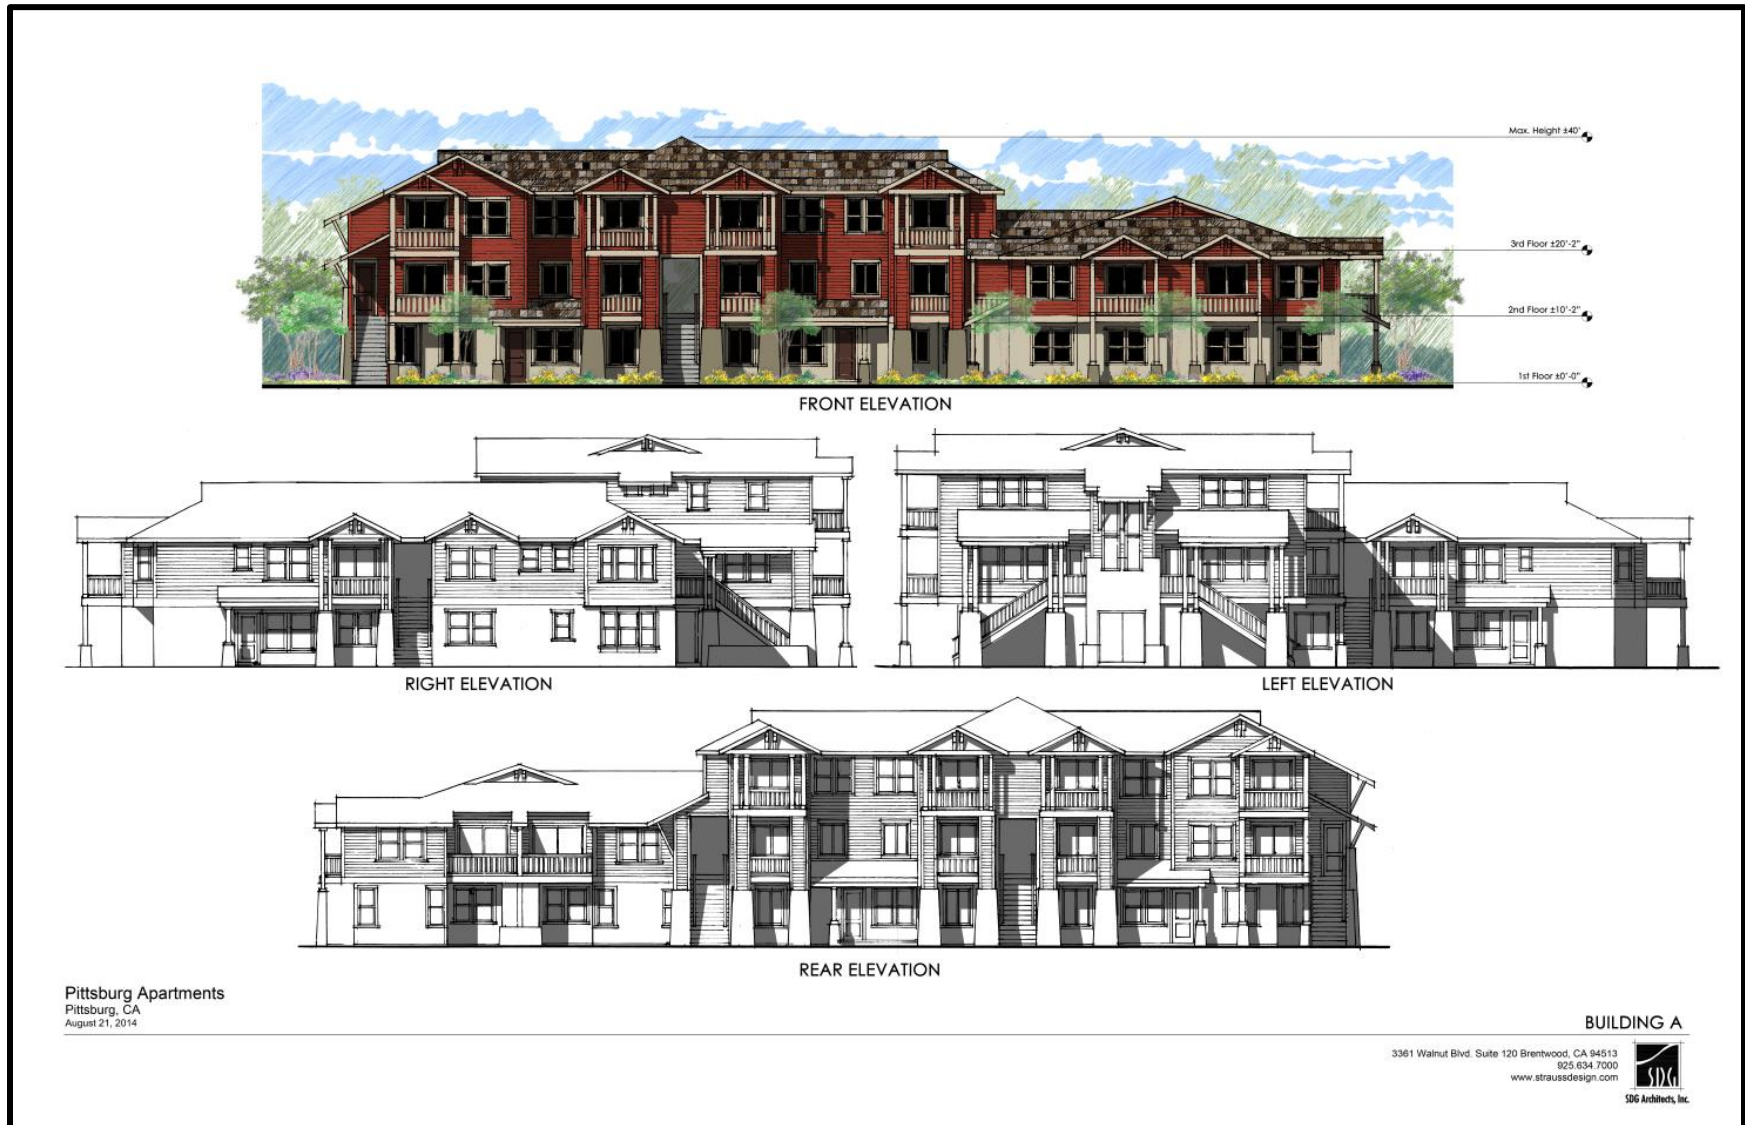 Max. Height ±40'
3rd Floor ±20'-2"
2nd Floor ±10'-2"
1st Floor ±0'-0"
FRONT ELEVATION
RIGHT ELEVATION
LEFT ELEVATION
REAR ELEVATION
Pittsburg Apartments
Pittsburg, CA
August 21, 2014
BUILDING A
3361 Walnut Blvd. Suite 120 Brentwood, CA 94513
925.634.7000
www.straussdesign.com
SDG
SDG Architects, Inc.